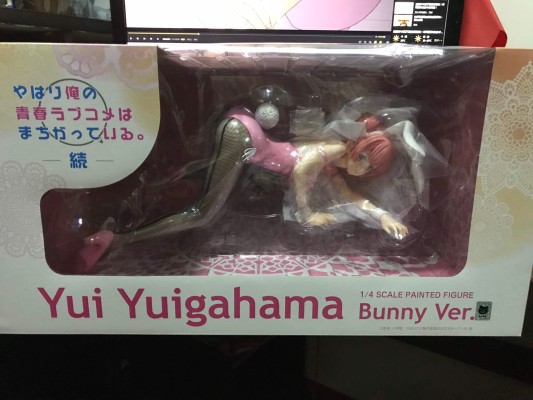 やはり俺の
青春ラブコメは
まちがっている。
続
Yui Yuigahama
1/4 SCALE PAINTED FIGURE
Bunny Ver.